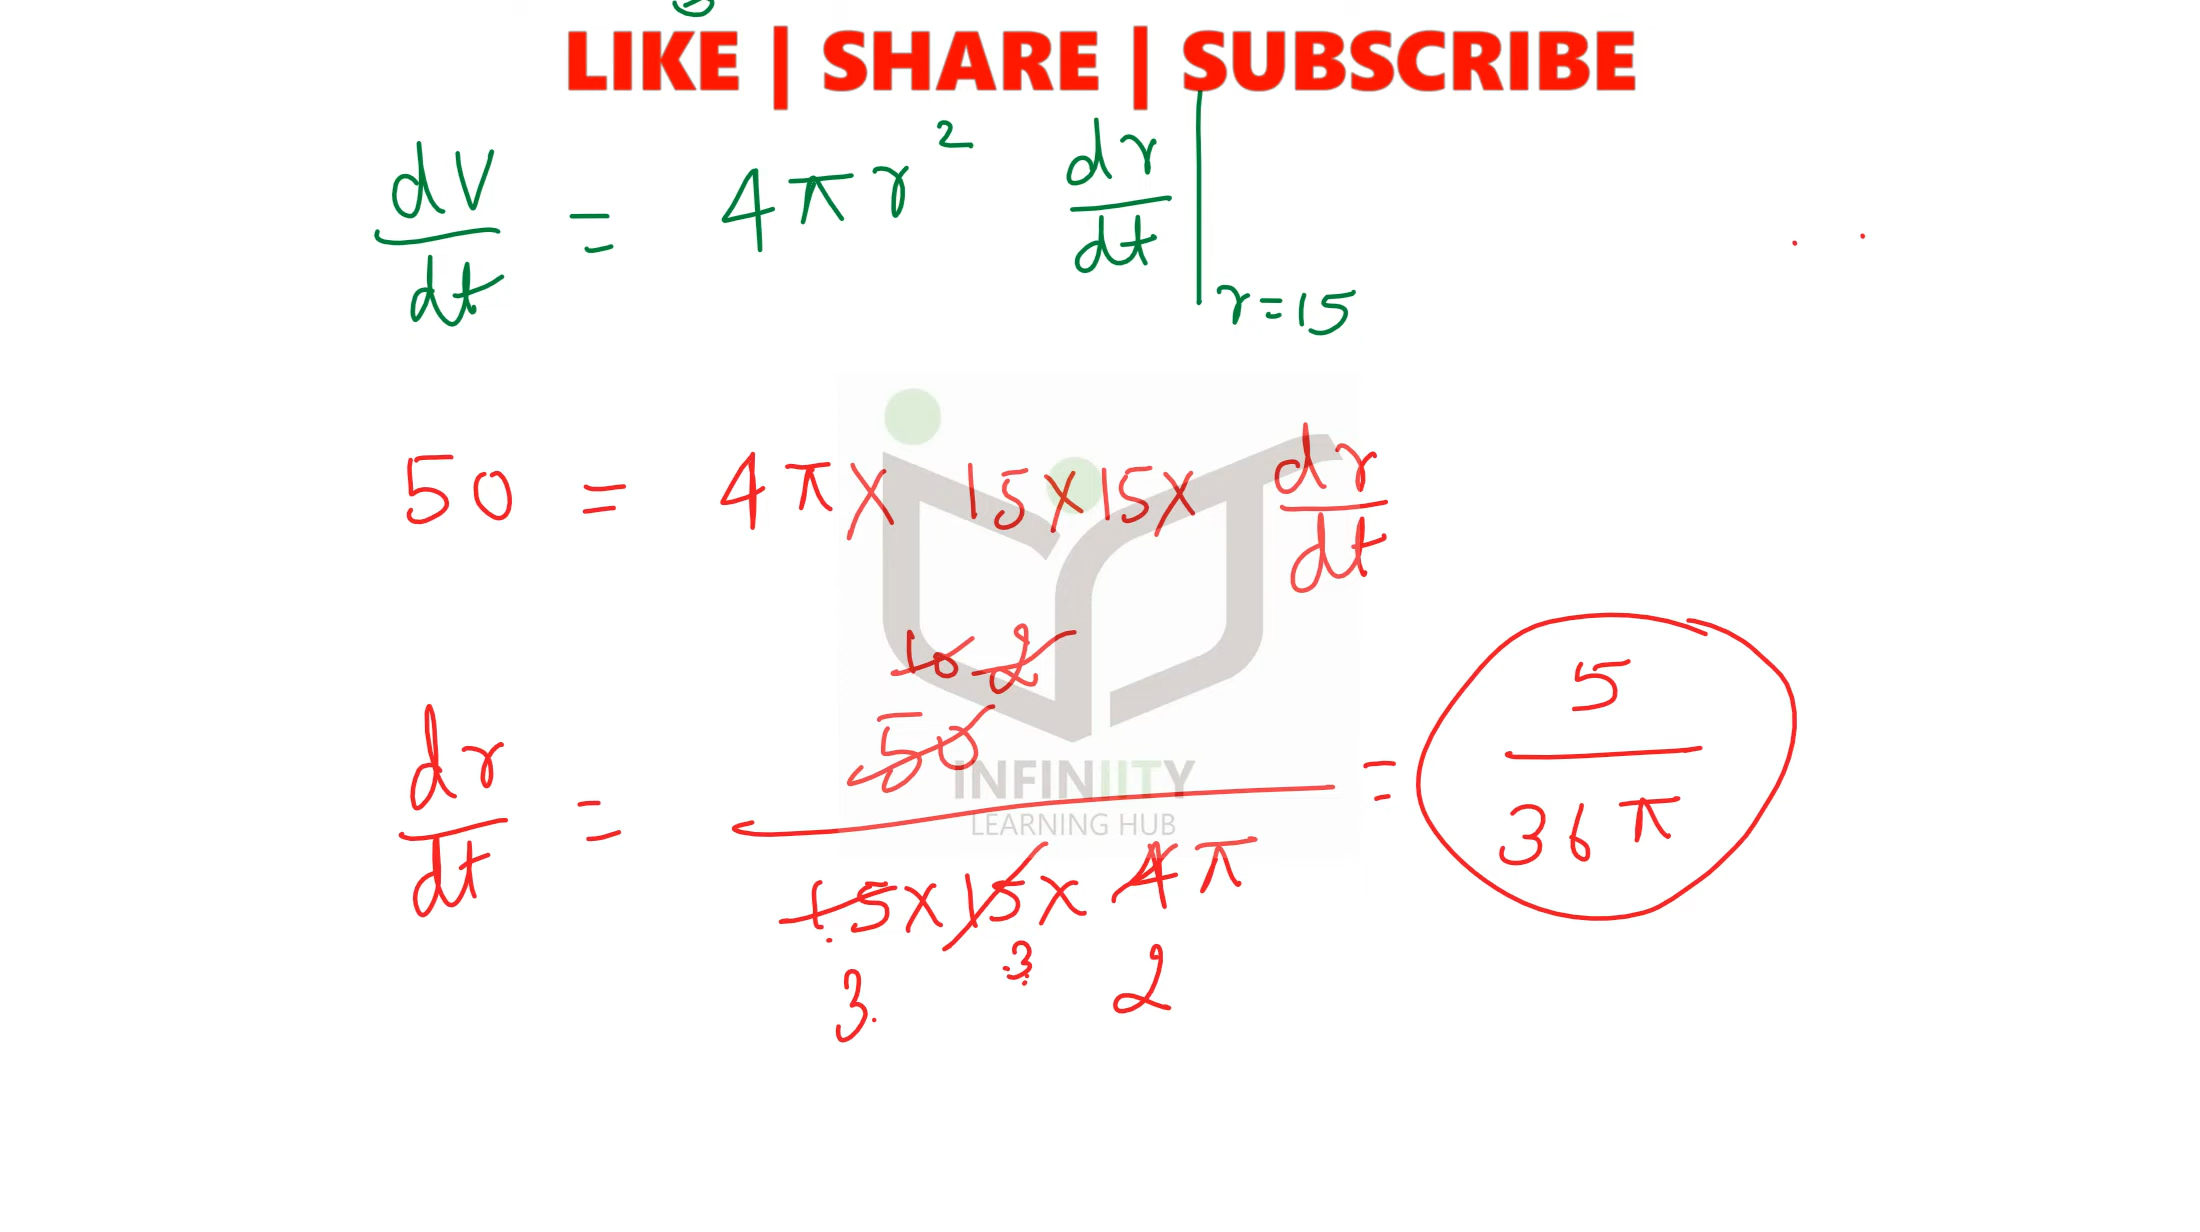 LIKE | SHARE | SUBSCRIBE
dV/dt = 4πr² dr/dt | r=15
50 = 4π × 15×15× dr/dt
10 2
dr/dt = 50/(15×15×4π) = 5/36π
3 3 2
INFINIITY
LEARNING HUB